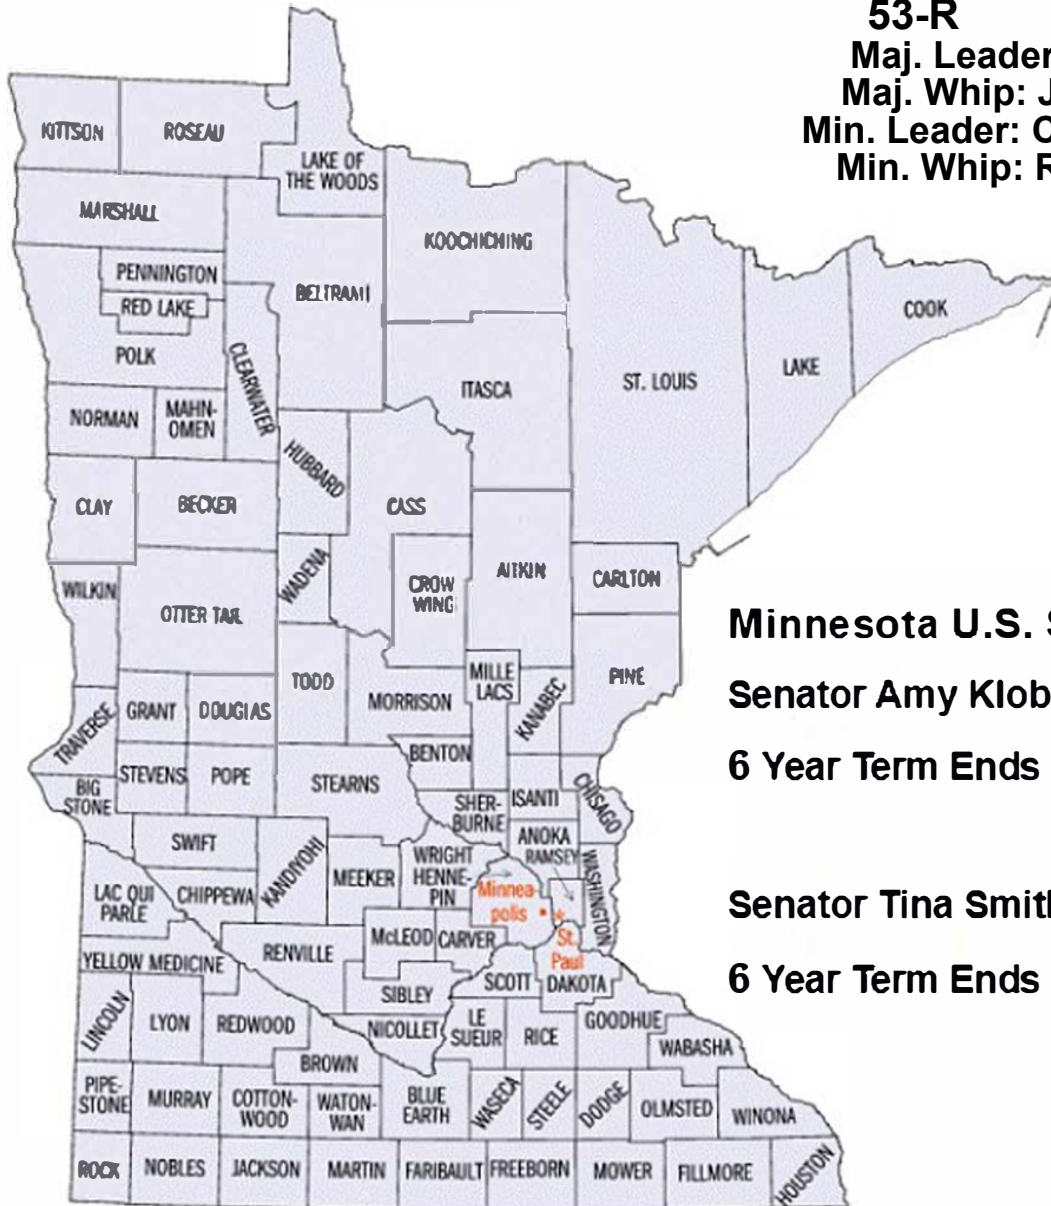 53-R
Maj. Leader
Maj. Whip: J
Min. Leader: C
Min. Whip: R
KITTSON
ROSEAU
LAKE OF
THE WOODS
MARSHALL
KOOCHICHING
PENNINGTON
BELTRAMI
RED LAKE
COOK
POLK
CLEARWATER
ITASCA
ST. LOUIS
LAKE
NORMAN
MAHN-
OMEN
HUBBARD
CLAY
BECKER
CASS
WADENA
AITKIN
CARLTON
WILKIN
CROW
WING
OTTER TAIL
Minnesota U.S. S
TODD
MILLE
LACS
PINE
MORRISON
KANABEC
Senator Amy Klob
TRAVERSE
GRANT
DOUGLAS
BENTON
6 Year Term Ends
STEVENS
POPE
STEARNS
BIG
STONE
SHER-
BURNE
ISANTI
CHISAGO
SWIFT
KANDIYOHI
ANOKA
WRIGHT
RAMSEY
WASHINGTON
MEEKER
HENNE-
PIN
LAC QUI
PARLE
CHIPPEWA
Minnea-
polis
Senator Tina Smith
McLEOD
CARVER
St.
Paul
RENVILLE
YELLOW MEDICINE
SCOTT
DAKOTA
6 Year Term Ends
SIBLEY
LINCOLN
LYON
REDWOOD
NICOLLET
LE
SUEUR
RICE
GOODHUE
WABASHA
BROWN
PIPE-
STONE
MURRAY
COTTON-
WOOD
WATON-
WAN
BLUE
EARTH
WASECA
STEELE
DODGE
OLMSTED
WINONA
ROCK
NOBLES
JACKSON
MARTIN
FARIBAULT
FREEBORN
MOWER
FILLMORE
HOUSTON